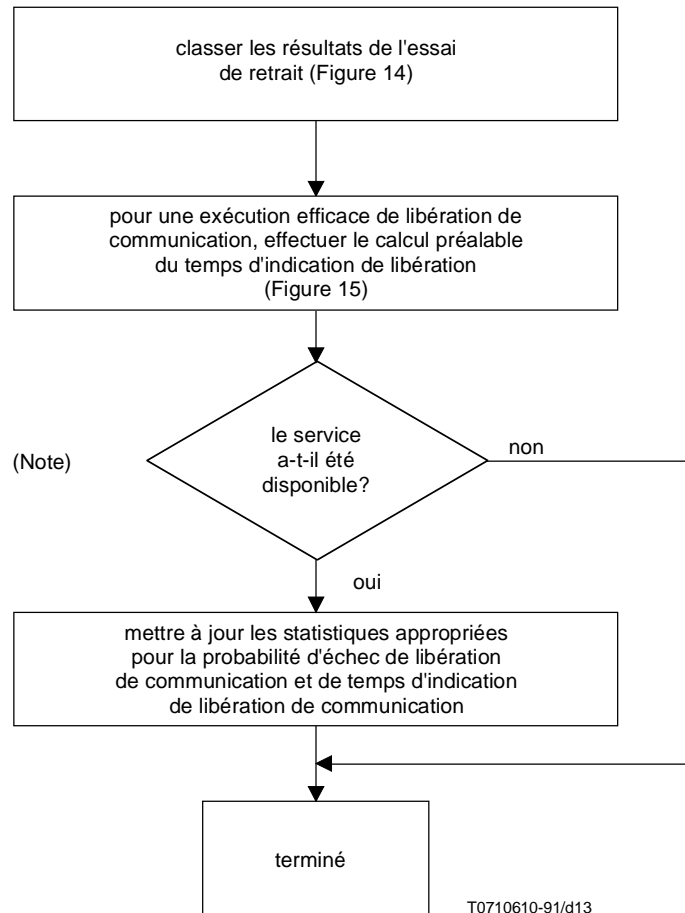 classer les résultats de l'essai
de retrait (Figure 14)
pour une exécution efficace de libération de
communication, effectuer le calcul préalable
du temps d'indication de libération
(Figure 15)
(Note)
le service
a-t-il été
disponible?
non
oui
mettre à jour les statistiques appropriées
pour la probabilité d'échec de libération
de communication et de temps d'indication
de libération de communication
terminé
T0710610-91/d13